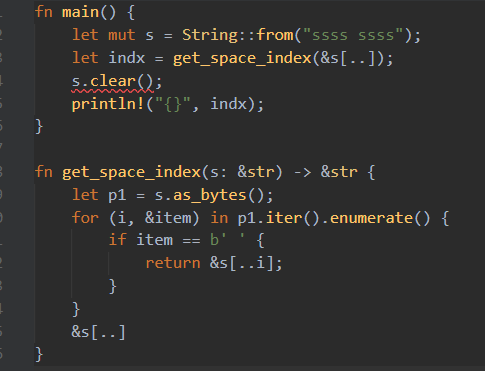 fn main() {
    let mut s = String::from("ssss ssss");
    let indx = get_space_index(&s[..]);
    s.clear();
    println!("{}", indx);
}

fn get_space_index(s: &str) -> &str {
    let p1 = s.as_bytes();
    for (i, &item) in p1.iter().enumerate() {
        if item == b' ' {
            return &s[..i];
        }
    }
    &s[..]
}